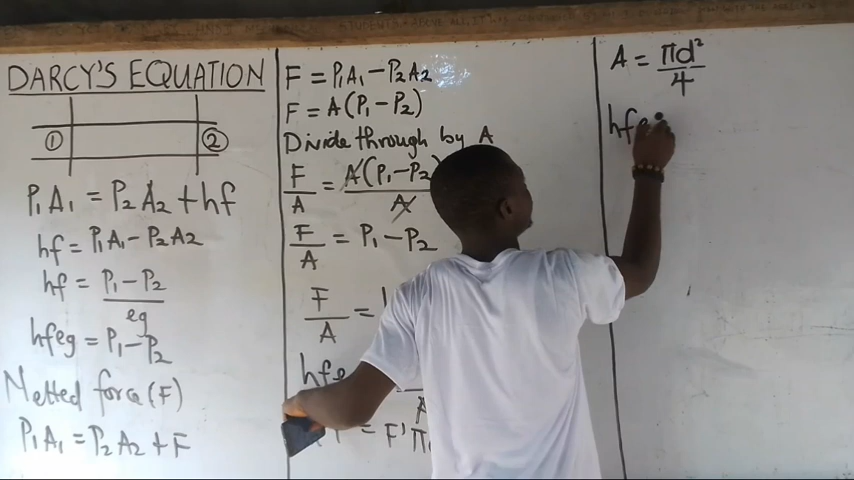 DARCY'S EQUATION
① ②
P₁A₁ = P₂A₂ + hf
hf = P₁A₁ - P₂A₂
hf = P₁ - P₂ / eg
hfeg = P₁ - P₂
Netted force (F)
P₁A₁ = P₂A₂ + F
F = P₁A₁ - P₂A₂
F = A(P₁ - P₂)
Divide through by A
F/A = A(P₁ - P₂) / A
F/A = P₁ - P₂
F/A =
hfe
= F'π
A = πd²/4
hfe